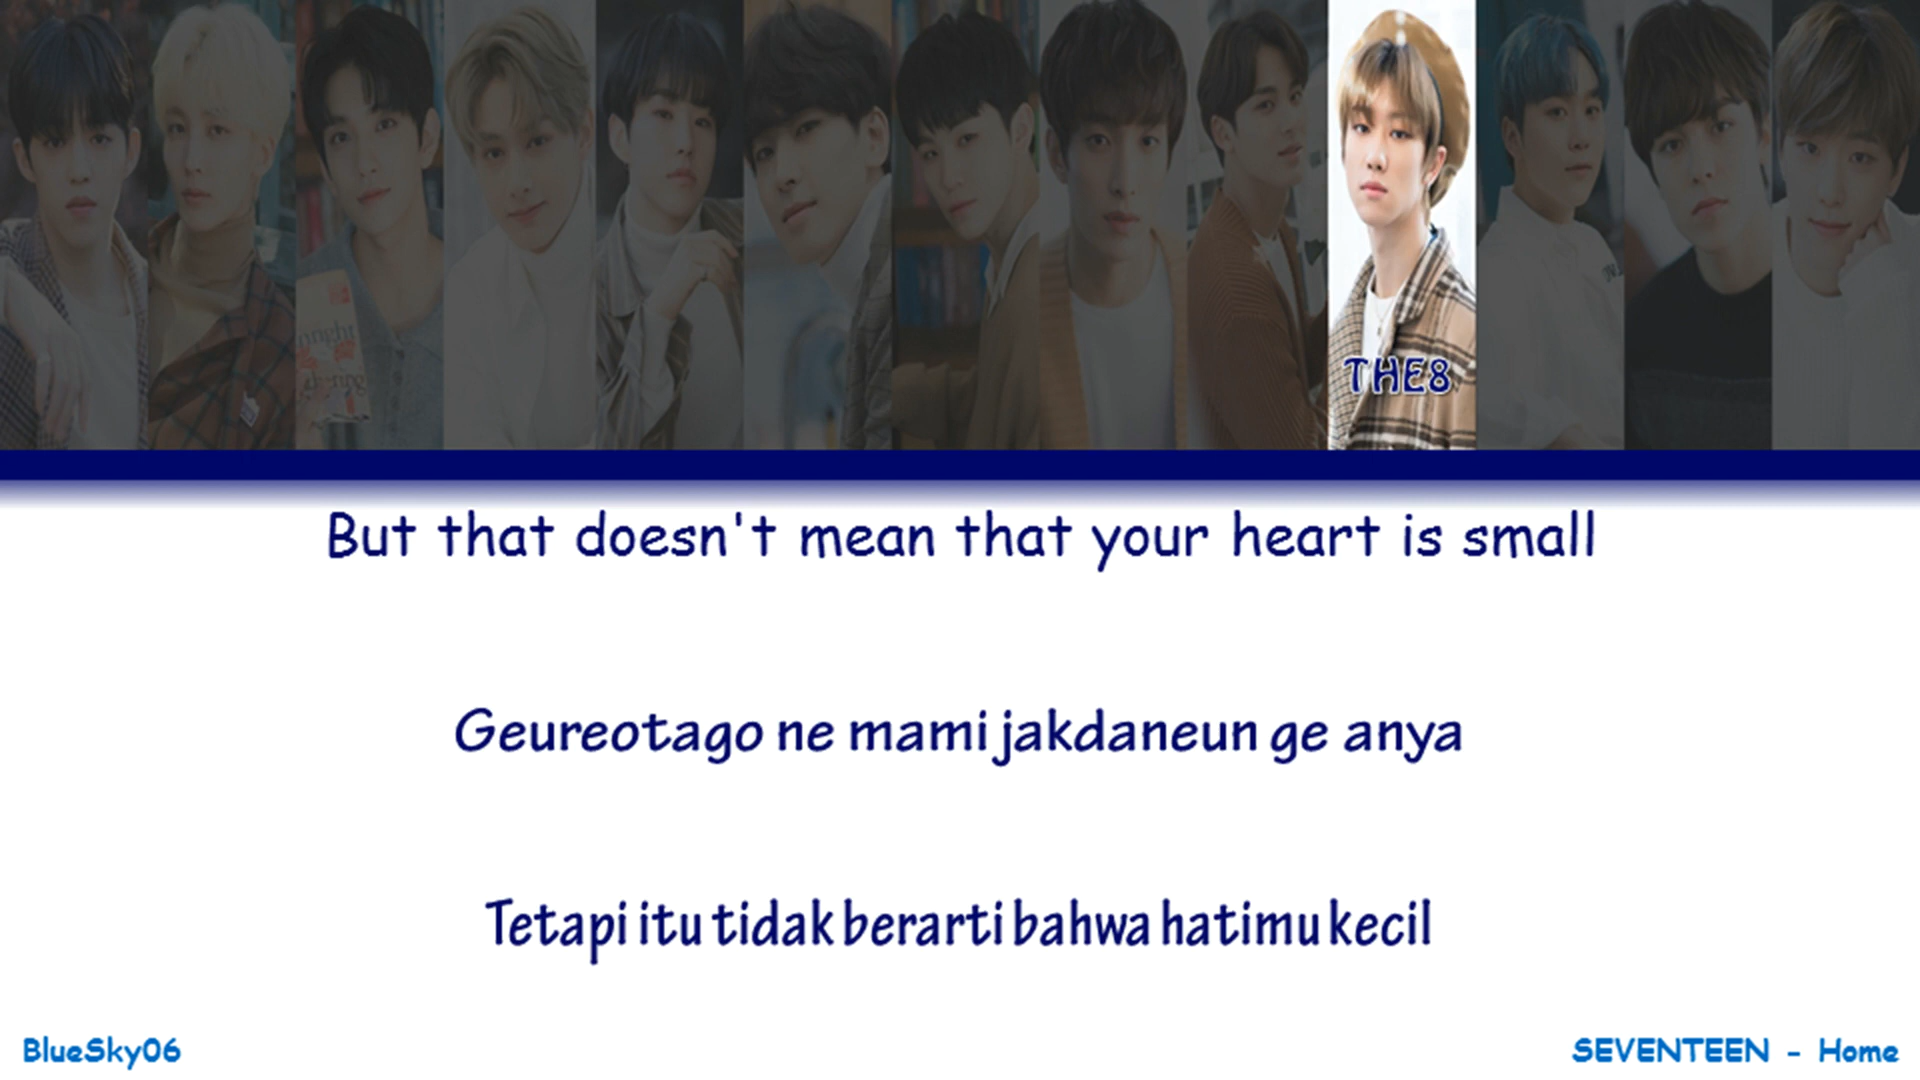 THE8
But that doesn't mean that your heart is small
Geureotago ne mami jakdaneun ge anya
Tetapi itu tidak berarti bahwa hatimu kecil
BlueSky06
SEVENTEEN - Home